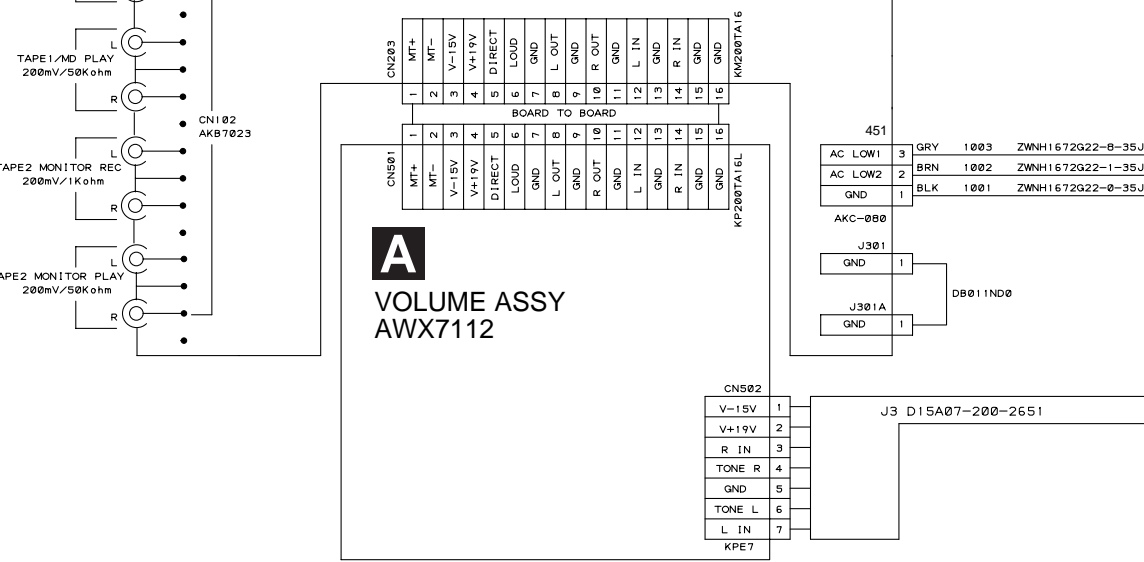 TAPE1/MD PLAY
200mV/50Kohm
L
R
CN102
AKB7023
L
TAPE2 MONITOR REC
200mV/1Kohm
R
L
TAPE2 MONITOR PLAY
200mV/50Kohm
R
CN203
MT+ MT- V-15V V+19V DIRECT LOUD GND L OUT GND R OUT GND L IN GND R IN GND GND
KM200TA16
1 2 3 4 5 6 7 8 9 10 11 12 13 14 15 16
BOARD TO BOARD
1 2 3 4 5 6 7 8 9 10 11 12 13 14 15 16
CN501
MT+ MT- V-15V V+19V DIRECT LOUD GND L OUT GND R OUT GND L IN GND R IN GND GND
KP200TA16L
A
VOLUME ASSY
AWX7112
451
AC LOW1 3 GRY 1003 ZWNH1672G22-8-35J
AC LOW2 2 BRN 1002 ZWNH1672G22-1-35J
GND 1 BLK 1001 ZWNH1672G22-0-35J
AKC-080
J301
GND 1
DB011ND0
J301A
GND 1
CN502
V-15V 1
V+19V 2
R IN 3
TONE R 4
GND 5
TONE L 6
L IN 7
KPE7
J3 D15A07-200-2651